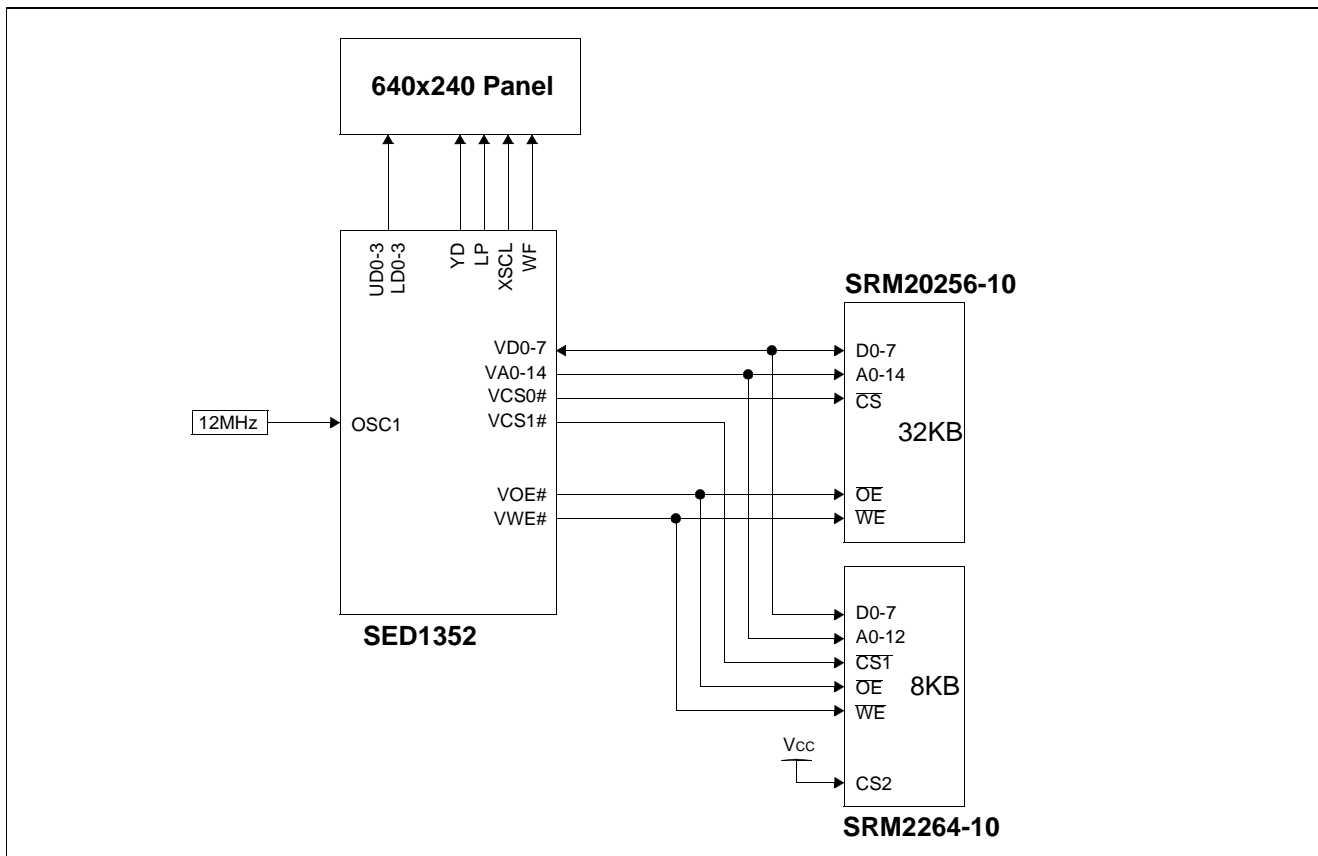 640x240 Panel
UD0-3
LD0-3
YD
LP
XSCL
WF
SRM20256-10
VD0-7
D0-7
VA0-14
A0-14
VCS0#
CS
12MHz
OSC1
VCS1#
32KB
VOE#
OE
VWE#
WE
D0-7
SED1352
A0-12
CS1
OE
8KB
WE
Vcc
CS2
SRM2264-10